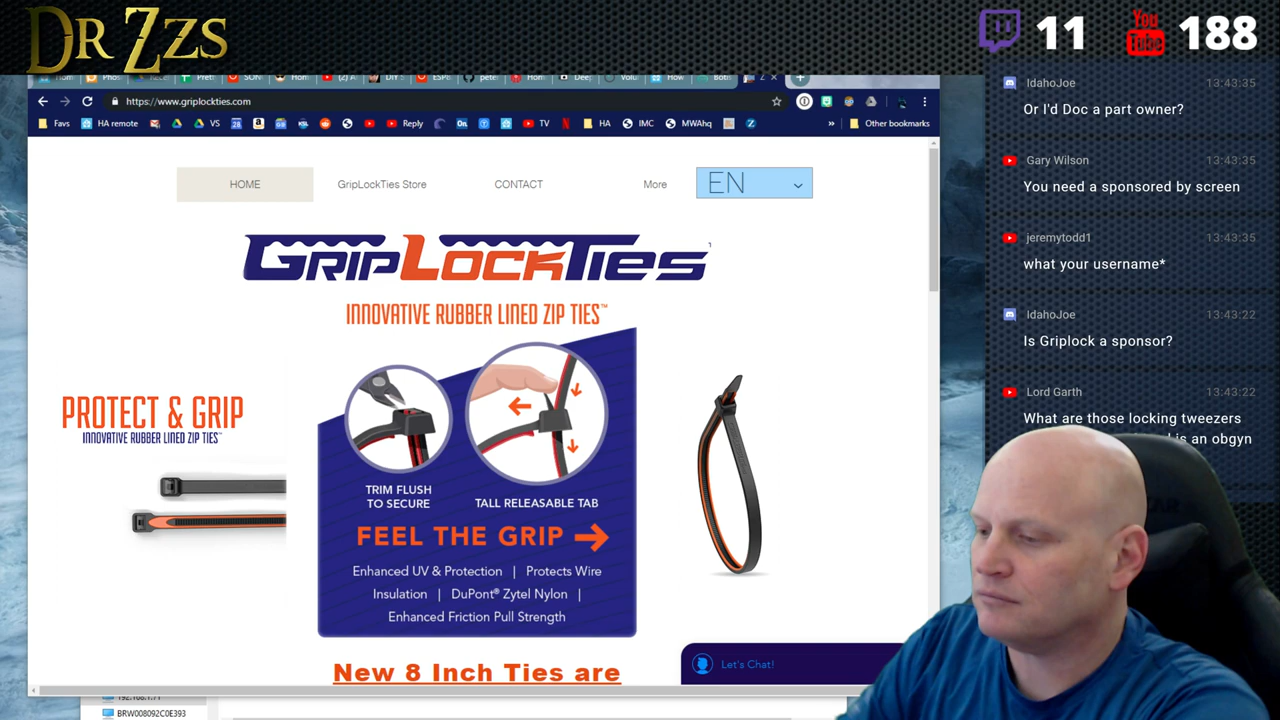 DR ZZS
11
You Tube
188
https://www.griplockties.com
Favs
HA remote
VS
KSL
Reply
On
TV
HA
IMC
MWAhq
Z
»
Other bookmarks
HOME
GripLockTies Store
CONTACT
More
EN
GRIPLOCKTIES
INNOVATIVE RUBBER LINED ZIP TIES™
PROTECT & GRIP
INNOVATIVE RUBBER LINED ZIP TIES™
TRIM FLUSH
TO SECURE
TALL RELEASABLE TAB
FEEL THE GRIP
Enhanced UV & Protection | Protects Wire
Insulation | DuPont® Zytel Nylon |
Enhanced Friction Pull Strength
New 8 Inch Ties are
Let's Chat!
BRW008092C0E393
IdahoJoe 13:43:35
Or I'd Doc a part owner?
Gary Wilson 13:43:35
You need a sponsored by screen
jeremytodd1 13:43:35
what your username*
IdahoJoe 13:43:22
Is Griplock a sponsor?
Lord Garth 13:43:22
What are those locking tweezers
is an obgyn